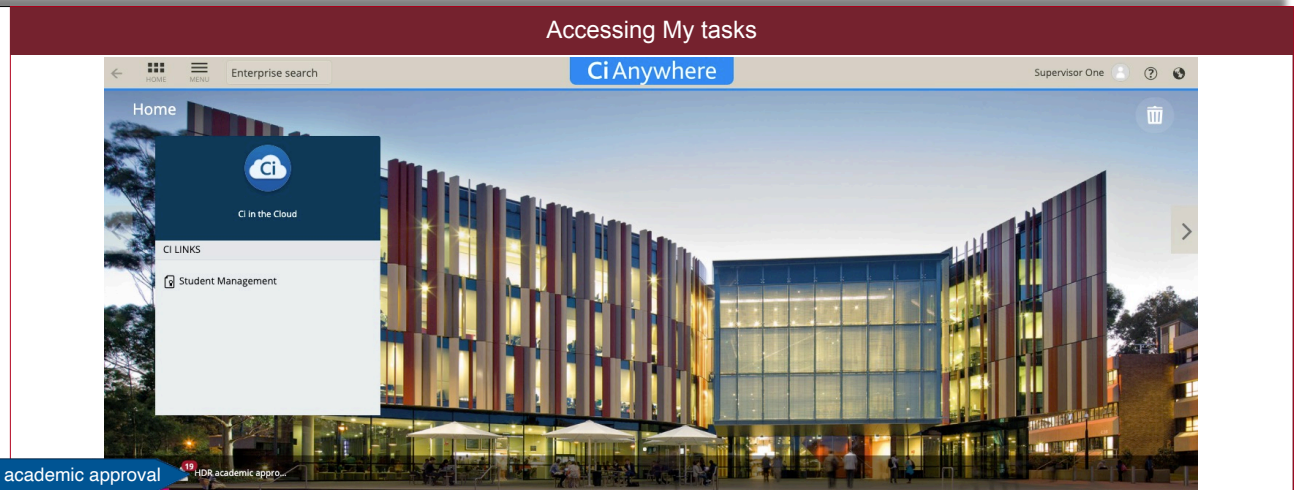 Accessing My tasks
HOME
MENU
Enterprise search
Ci Anywhere
Supervisor One
Home
Ci
Ci in the Cloud
CI LINKS
Student Management
academic approval
19
HDR academic appro...